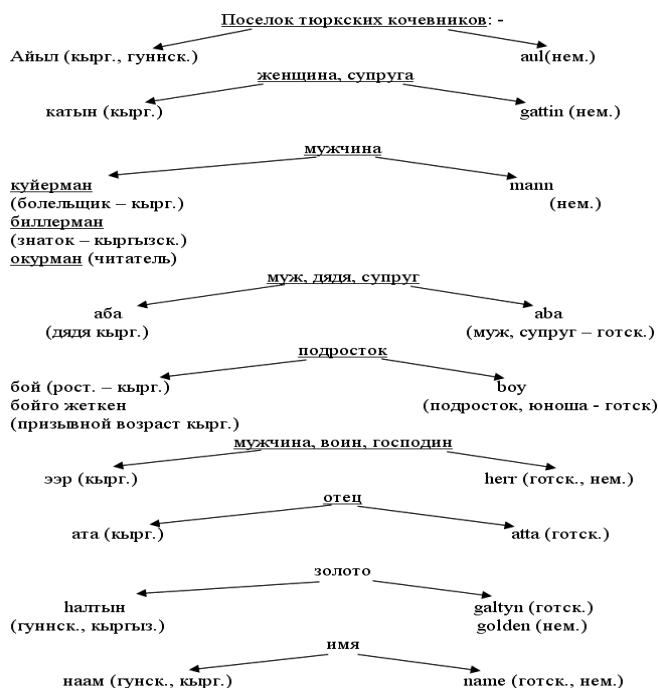 Поселок тюркских кочевников: -
Айыл (кырг., гуннск.) aul(нем.)
женщина, супруга
катын (кырг.) gattin (нем.)
мужчина
куйерман mann
(болельщик – кырг.) (нем.)
биллерман
(знаток – кыргызск.)
окурман (читатель)
муж, дядя, супруг
аба aba
(дядя кырг.) (муж, супруг – готск.)
подросток
бой (рост. – кырг.) boy
бойго жеткен (подросток, юноша - готск)
(призывной возраст кырг.)
мужчина, воин, господин
ээр (кырг.) herr (готск., нем.)
отец
ата (кырг.) atta (готск.)
золото
һалтын galtyn (готск.)
(гуннск., кыргыз.) golden (нем.)
имя
наам (гунск., кырг.) name (готск., нем.)